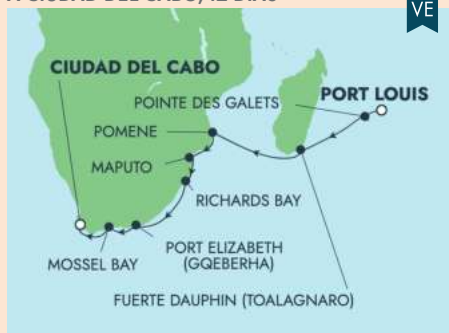 A CIUDAD DEL CABO, 12 DÍAS
VE
CIUDAD DEL CABO
PORT LOUIS
POINTE DES GALETS
POMENE
MAPUTO
RICHARDS BAY
PORT ELIZABETH
(GQEBERHA)
MOSSEL BAY
FUERTE DAUPHIN (TOALAGNARO)